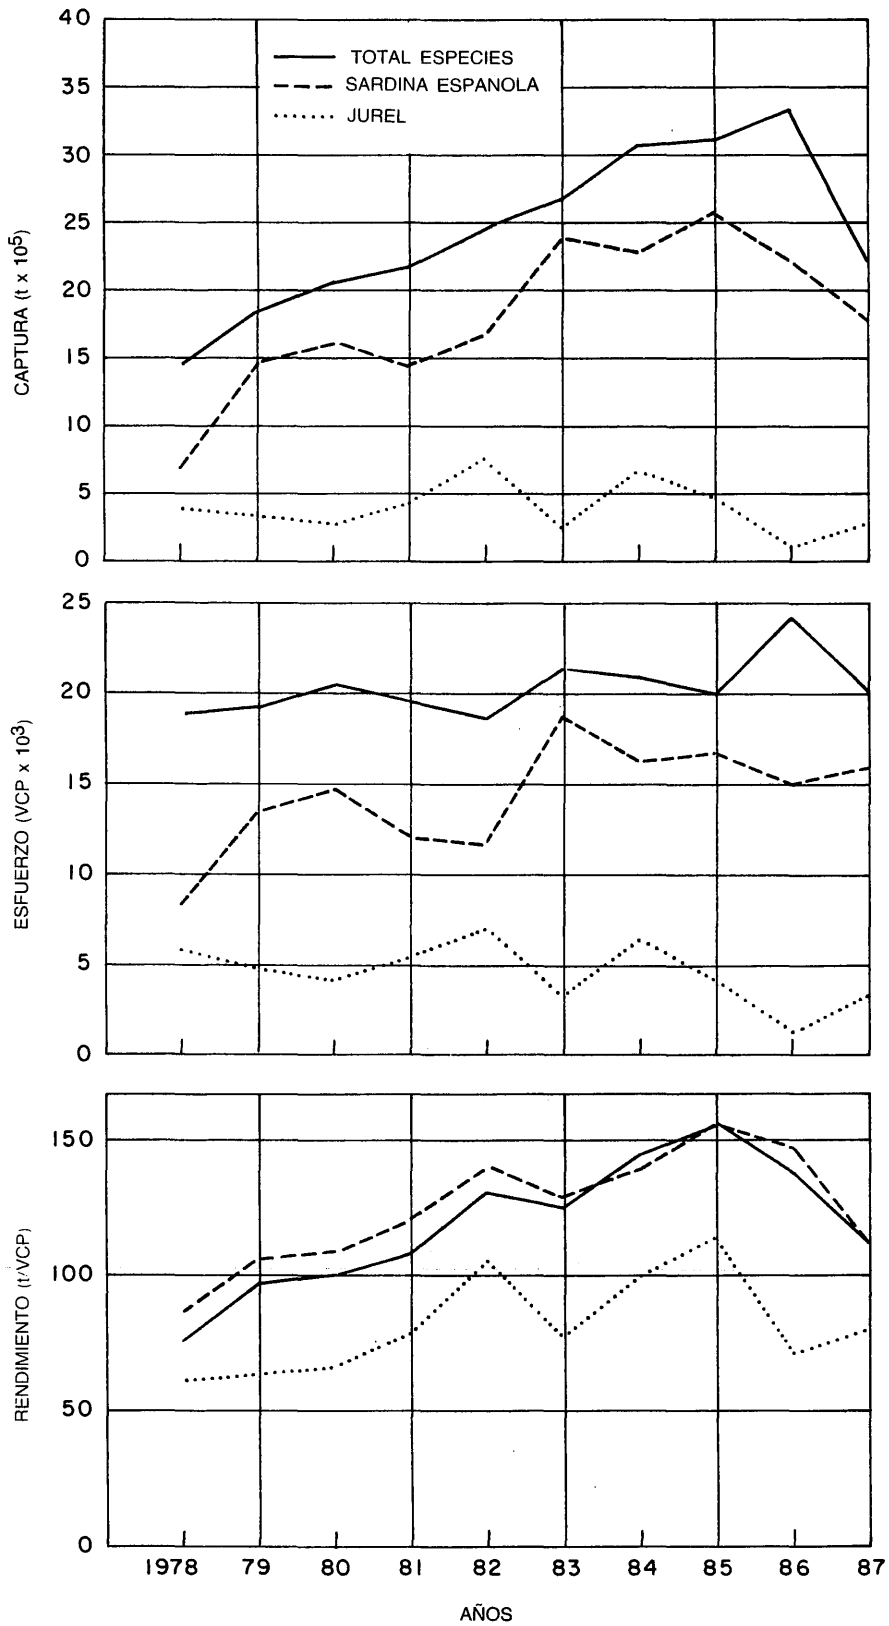 40
TOTAL ESPECIES
SARDINA ESPANOLA
JUREL
35
30
25
20
15
10
5
0
CAPTURA (t x 10⁵)
25
20
15
10
5
0
ESFUERZO (VCP x 10³)
150
100
50
0
RENDIMIENTO (t/VCP)
1978 79 80 81 82 83 84 85 86 87
AÑOS